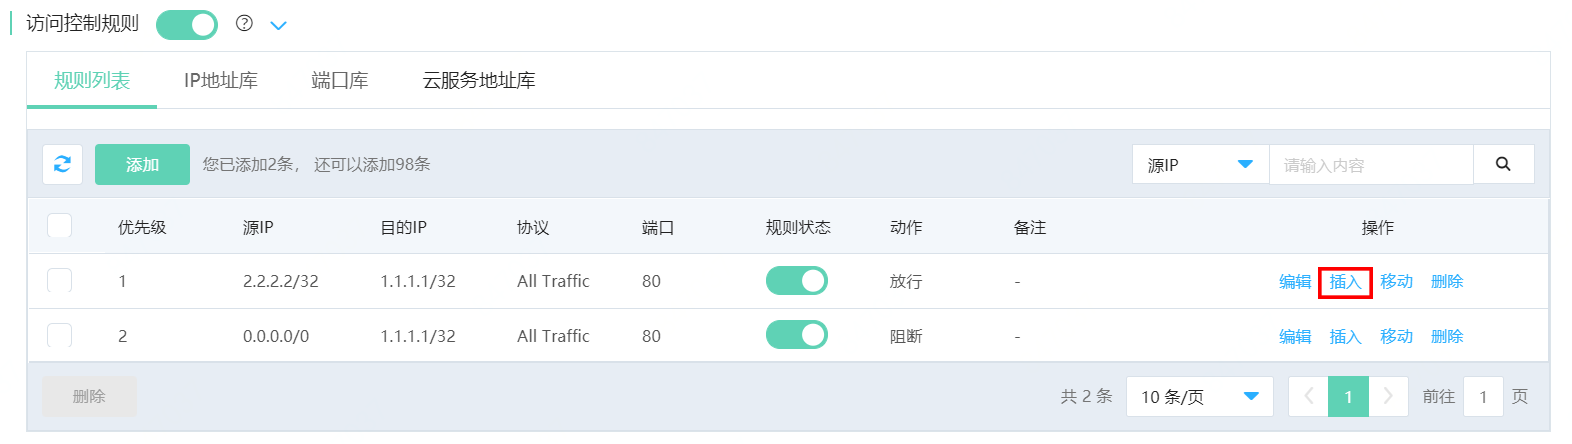 访问控制规则 ?
规则列表 IP地址库 端口库 云服务地址库
添加 您已添加2条， 还可以添加98条 源IP 请输入内容
优先级 源IP 目的IP 协议 端口 规则状态 动作 备注 操作
1 2.2.2.2/32 1.1.1.1/32 All Traffic 80 放行 - 编辑 插入 移动 删除
2 0.0.0.0/0 1.1.1.1/32 All Traffic 80 阻断 - 编辑 插入 移动 删除
删除 共 2 条 10 条/页 1 前往 1 页